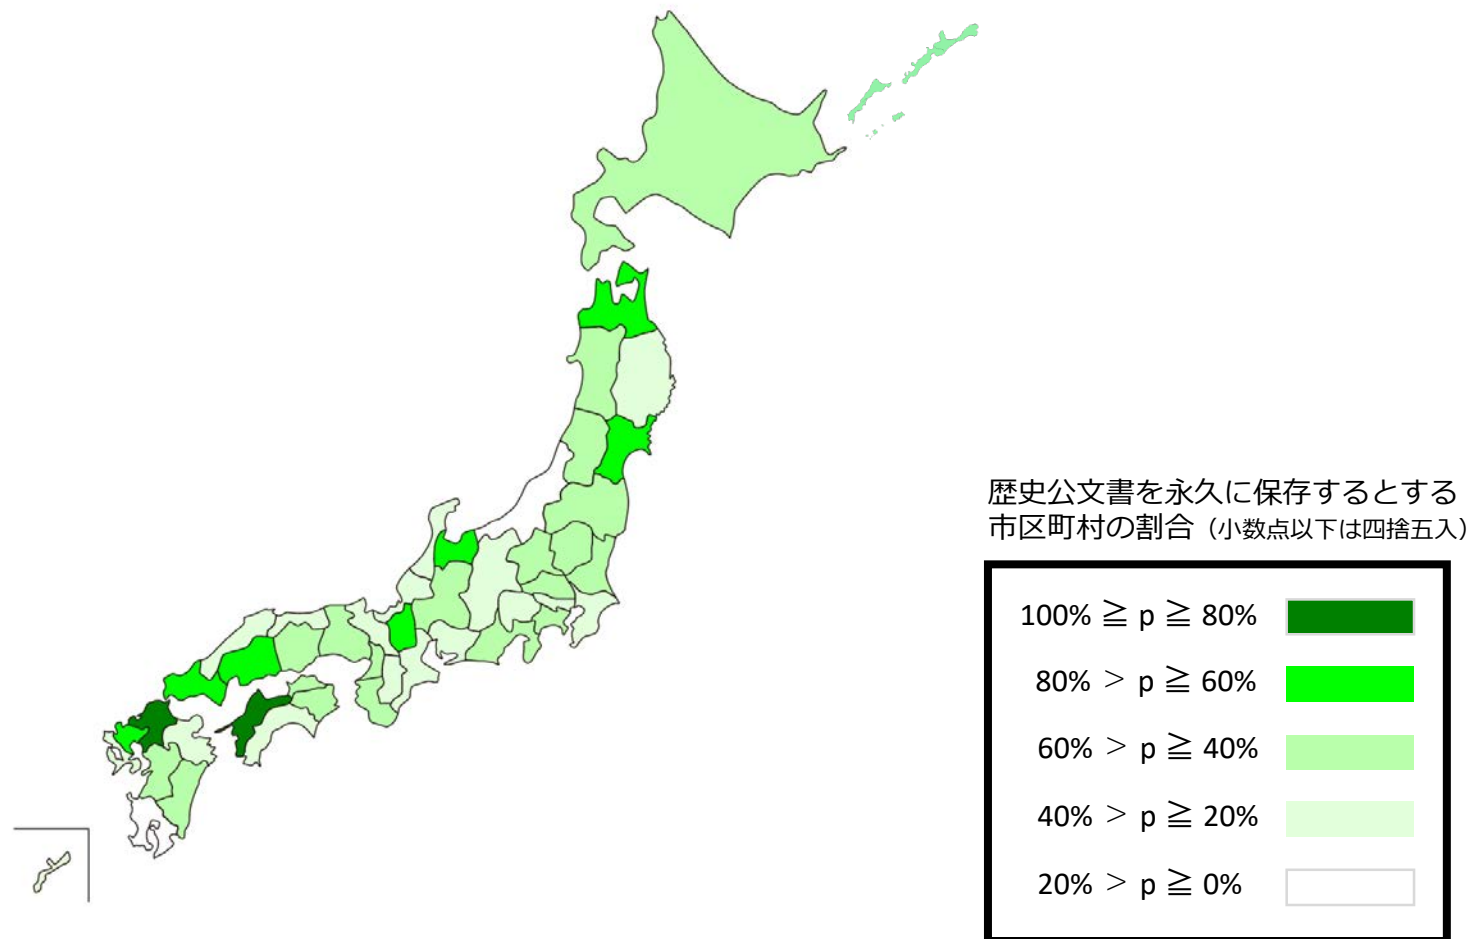 歴史公文書を永久に保存するとする
市区町村の割合（小数点以下は四捨五入）
100% ≧ p ≧ 80%
80% > p ≧ 60%
60% > p ≧ 40%
40% > p ≧ 20%
20% > p ≧ 0%